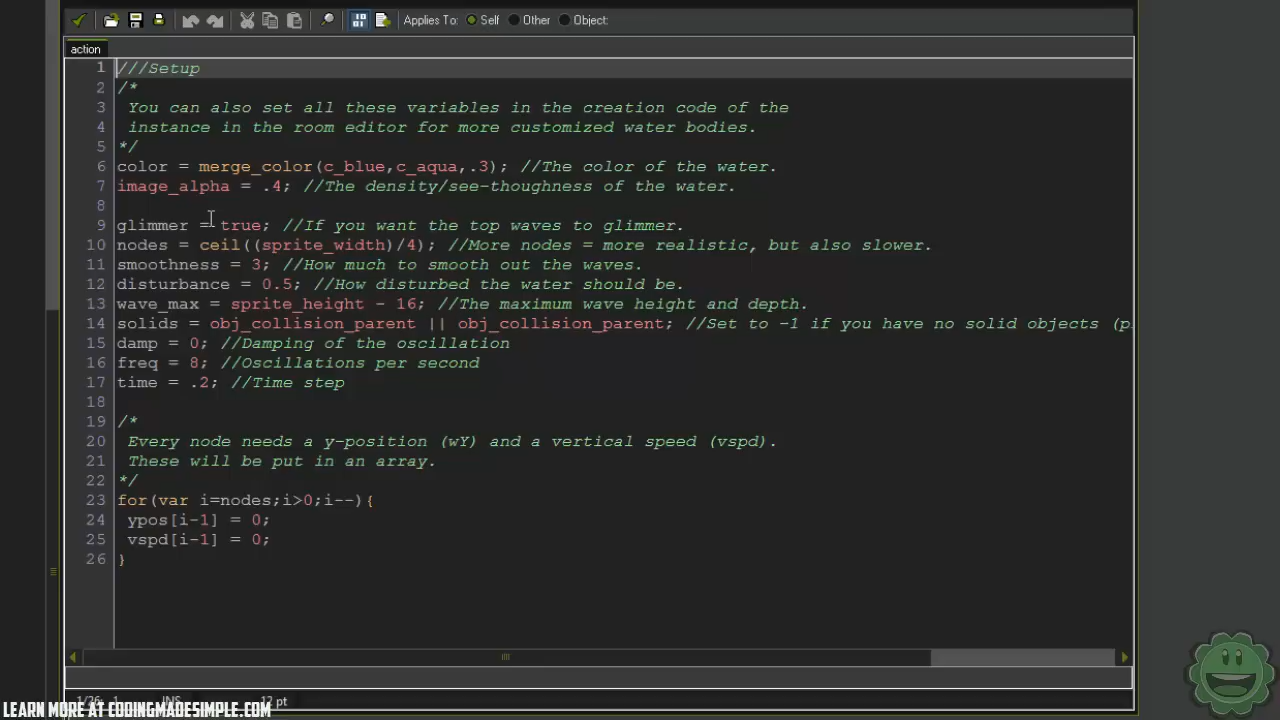 Applies To: Self Other Object:
action
1 ///Setup
2 /*
3 You can also set all these variables in the creation code of the
4 instance in the room editor for more customized water bodies.
5 */
6 color = merge_color(c_blue,c_aqua,.3); //The color of the water.
7 image_alpha = .4; //The density/see-thoughness of the water.
8
9 glimmer = true; //If you want the top waves to glimmer.
10 nodes = ceil((sprite_width)/4); //More nodes = more realistic, but also slower.
11 smoothness = 3; //How much to smooth out the waves.
12 disturbance = 0.5; //How disturbed the water should be.
13 wave_max = sprite_height - 16; //The maximum wave height and depth.
14 solids = obj_collision_parent || obj_collision_parent; //Set to -1 if you have no solid objects (p
15 damp = 0; //Damping of the oscillation
16 freq = 8; //Oscillations per second
17 time = .2; //Time step
18
19 /*
20 Every node needs a y-position (wY) and a vertical speed (vspd).
21 These will be put in an array.
22 */
23 for(var i=nodes;i>0;i--){
24 ypos[i-1] = 0;
25 vspd[i-1] = 0;
26 }
1/26: 1 INS 12 pt
LEARN MORE AT CODINGMADESIMPLE.COM